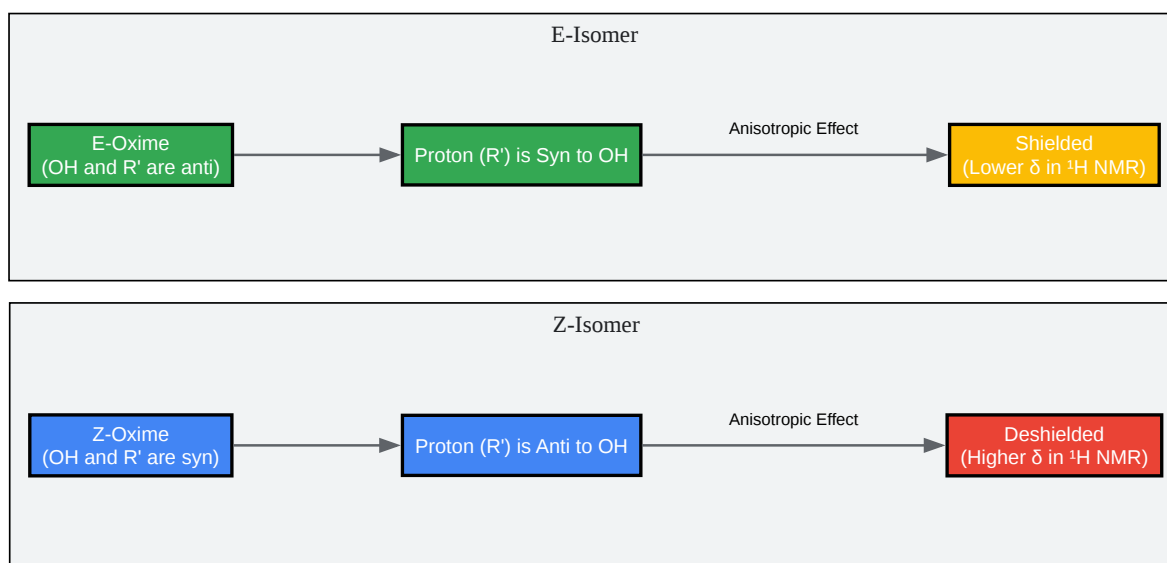 E-Isomer
E-Oxime
(OH and R' are anti)
Proton (R') is Syn to OH
Anisotropic Effect
Shielded
(Lower δ in ¹H NMR)
Z-Isomer
Z-Oxime
(OH and R' are syn)
Proton (R') is Anti to OH
Anisotropic Effect
Deshielded
(Higher δ in ¹H NMR)